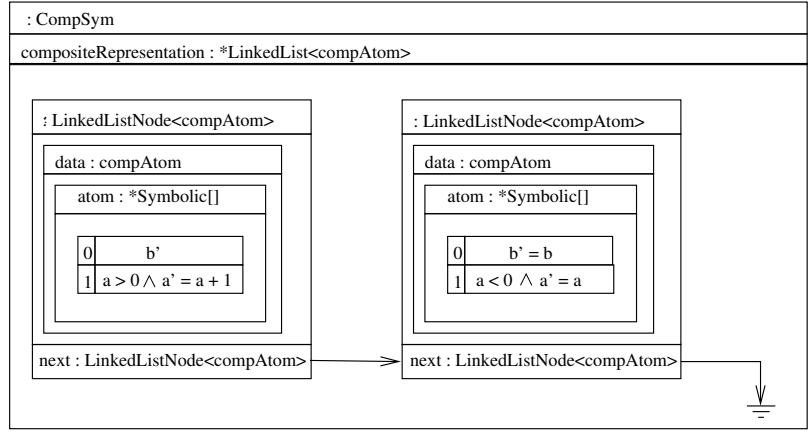 : CompSym
compositeRepresentation : *LinkedList<compAtom>
: LinkedListNode<compAtom>
data : compAtom
atom : *Symbolic[]
0 b’
1 a > 0 ∧ a’ = a + 1
next : LinkedListNode<compAtom>
: LinkedListNode<compAtom>
data : compAtom
atom : *Symbolic[]
0 b’ = b
1 a < 0 ∧ a’ = a
next : LinkedListNode<compAtom>